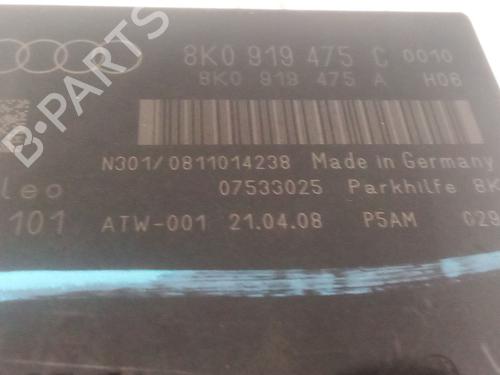 8K0 919 475 C 0010
8K0 919 475 A H06
N301/0811014238 Made in Germany
leo 07533025 Parkhilfe 8K
101 ATW-001 21.04.08 P5AM 029
B-PARTS